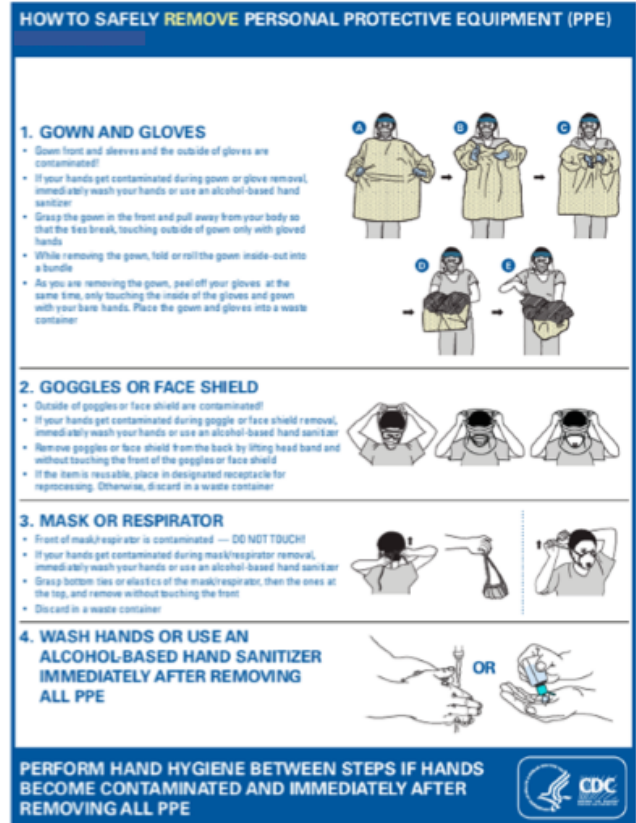 HOW TO SAFELY REMOVE PERSONAL PROTECTIVE EQUIPMENT (PPE)
1. GOWN AND GLOVES
• Gown front and sleeves and the outside of gloves are
contaminated!
• If your hands get contaminated during gown or glove removal,
immediately wash your hands or use an alcohol-based hand
sanitizer
• Grasp the gown in the front and pull away from your body so
that the ties break, touching outside of gown only with gloved
hands
• While removing the gown, fold or roll the gown inside-out into
a bundle
• As you are removing the gown, peel off your gloves at the
same time, only touching the inside of the gloves and gown
with your bare hands. Place the gown and gloves into a waste
container
A
B
C
D
E
2. GOGGLES OR FACE SHIELD
• Outside of goggles or face shield are contaminated!
• If your hands get contaminated during goggle or face shield removal,
immediately wash your hands or use an alcohol-based hand sanitizer
• Remove goggles or face shield from the back by lifting head band and
without touching the front of the goggles or face shield
• If the item is reusable, place in designated receptacle for
reprocessing. Otherwise, discard in a waste container
3. MASK OR RESPIRATOR
• Front of mask/respirator is contaminated — DO NOT TOUCH!
• If your hands get contaminated during mask/respirator removal,
immediately wash your hands or use an alcohol-based hand sanitizer
• Grasp bottom ties or elastics of the mask/respirator, then the ones at
the top, and remove without touching the front
• Discard in a waste container
4. WASH HANDS OR USE AN
ALCOHOL-BASED HAND SANITIZER
IMMEDIATELY AFTER REMOVING
ALL PPE
OR
PERFORM HAND HYGIENE BETWEEN STEPS IF HANDS
BECOME CONTAMINATED AND IMMEDIATELY AFTER
REMOVING ALL PPE
CDC